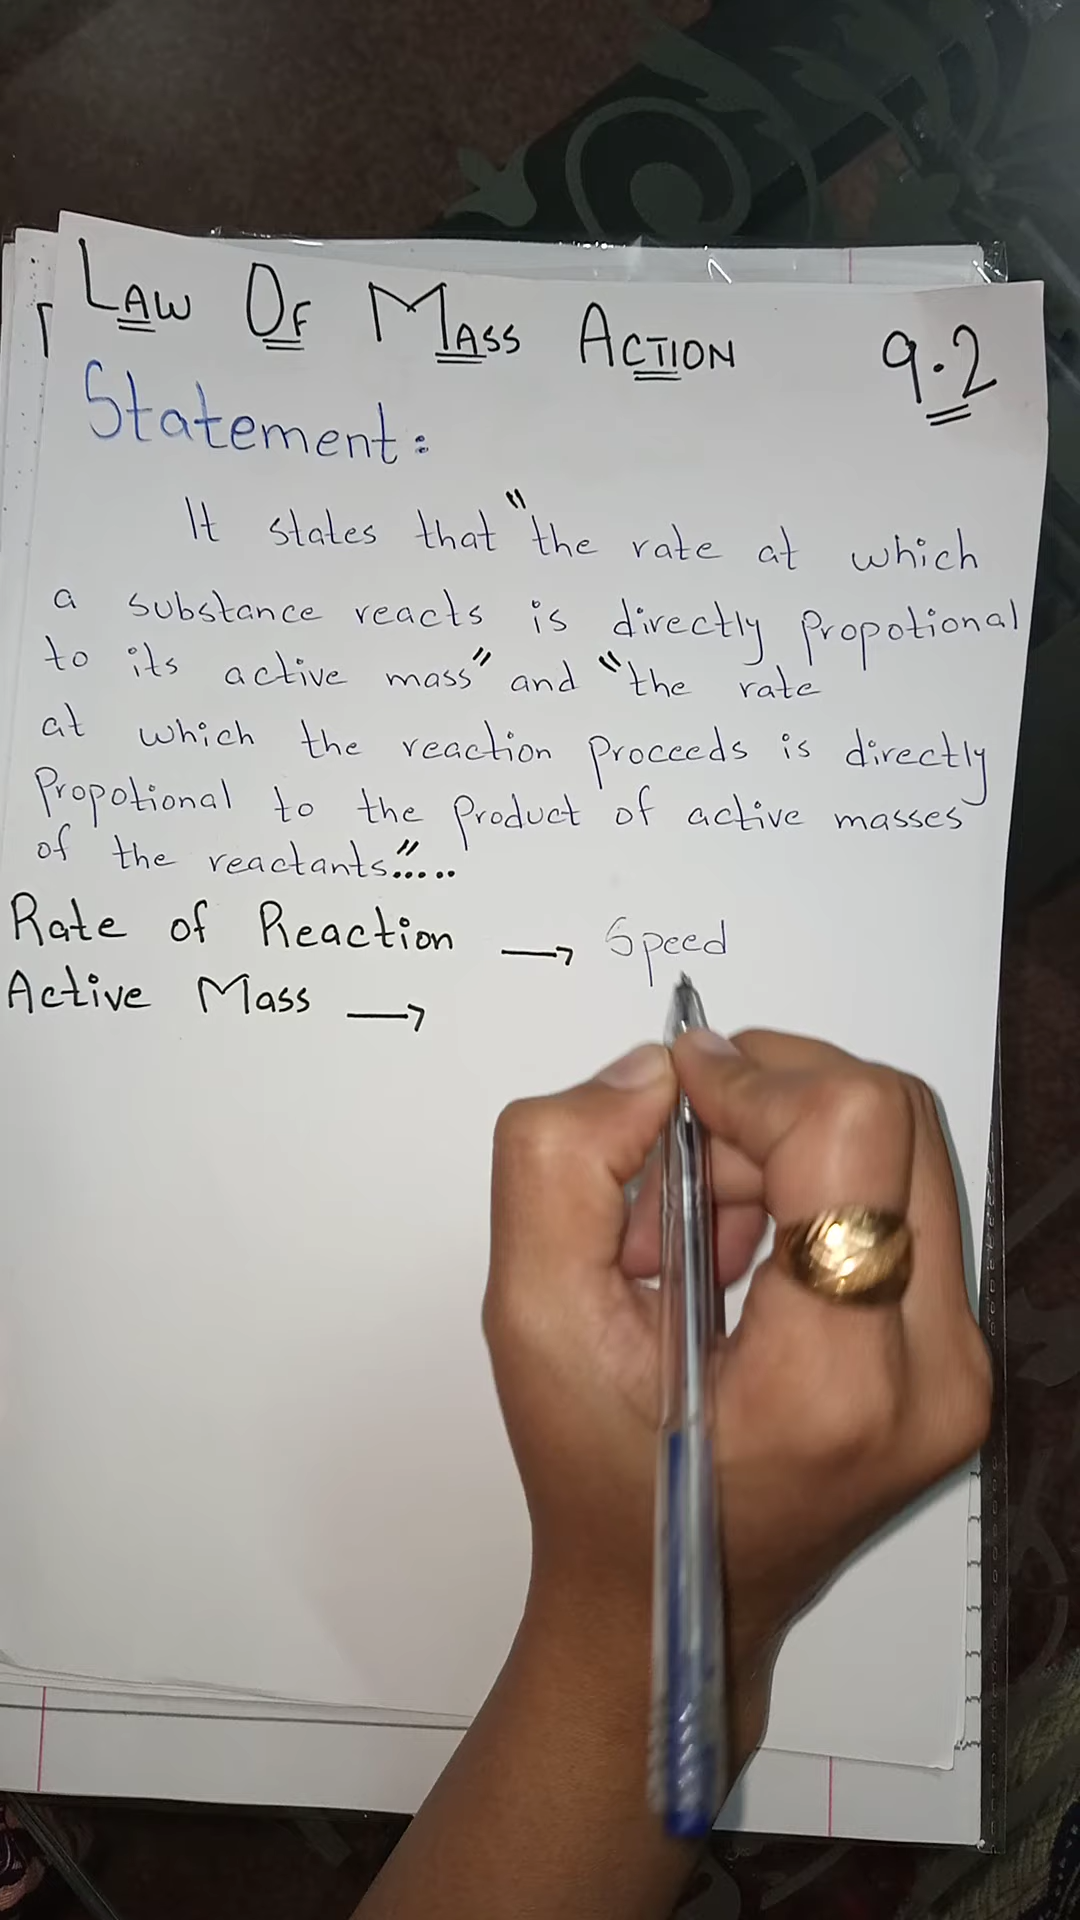 LAW OF MASS ACTION 9.2
Statement:
It states that "the rate at which
a substance reacts is directly Propotional
to its active mass" and "the rate
at which the reaction Proceeds is directly
Propotional to the Product of active masses
of the reactants".....
Rate of Reaction → Speed
Active Mass →